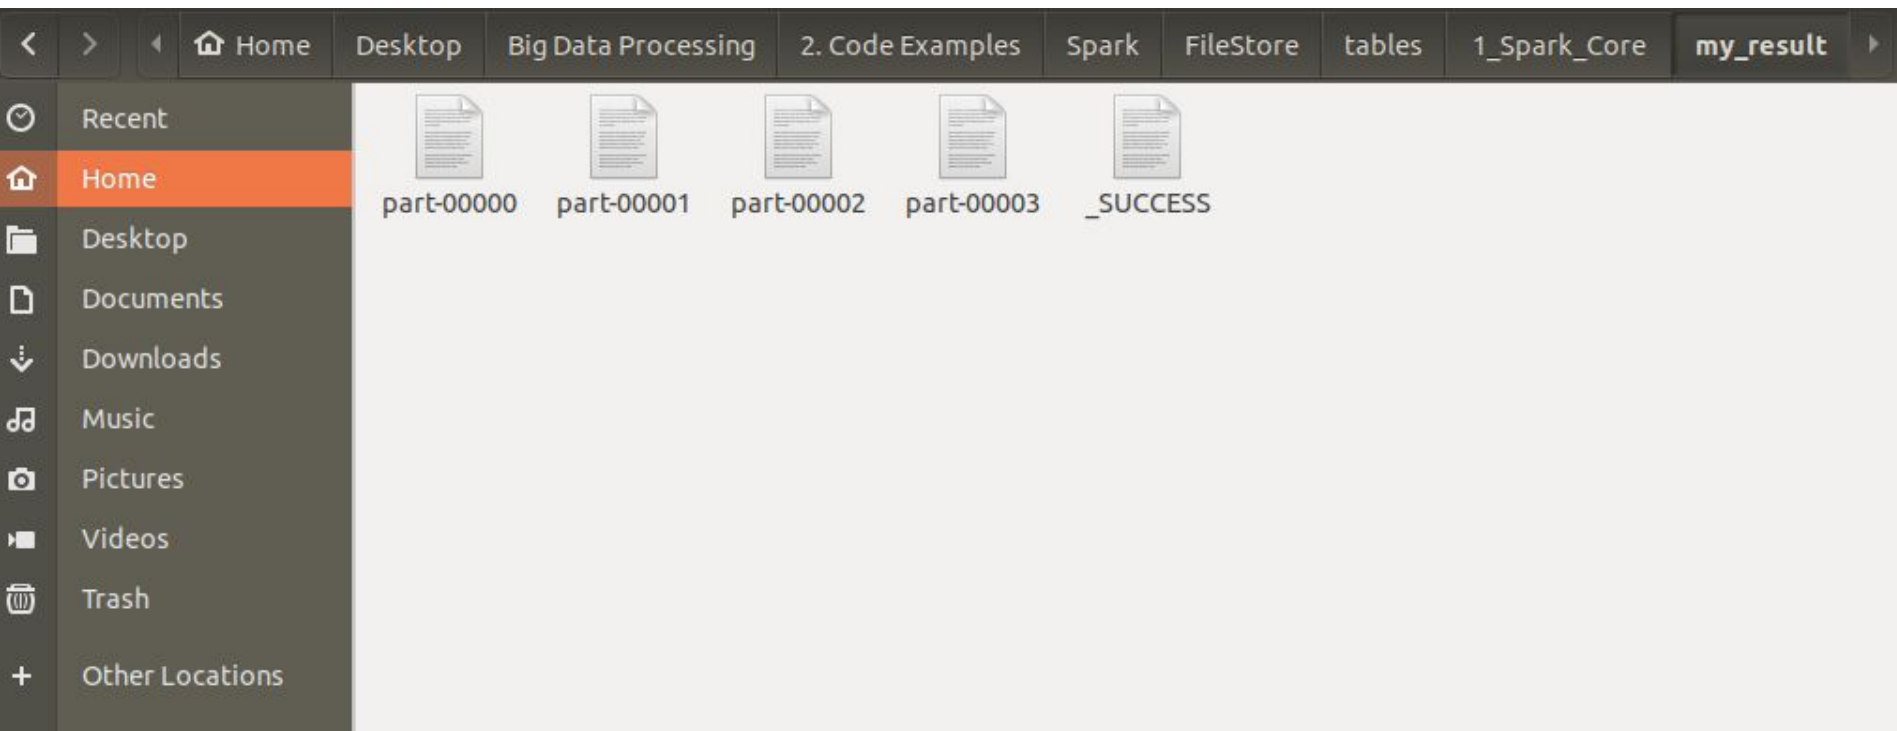 Home Desktop Big Data Processing 2. Code Examples Spark FileStore tables 1_Spark_Core my_result
Recent
Home
Desktop
Documents
Downloads
Music
Pictures
Videos
Trash
Other Locations
part-00000 part-00001 part-00002 part-00003 _SUCCESS